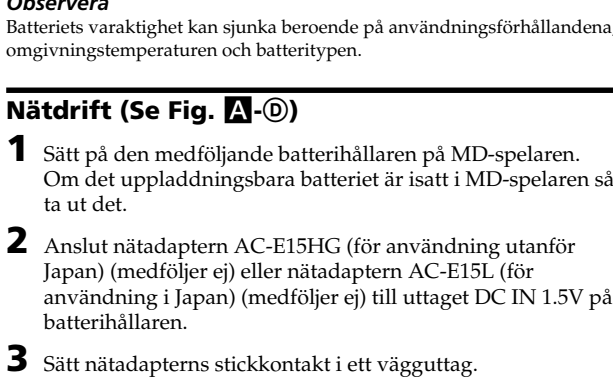 Observera
Batteriets varaktighet kan sjunka beroende på användningsförhållandena,
omgivningstemperaturen och batteritypen.
Nätdrift (Se Fig. A-Ⓓ)
1 Sätt på den medföljande batterihållaren på MD-spelaren.
Om det uppladdningsbara batteriet är isatt i MD-spelaren så
ta ut det.
2 Anslut nätadaptern AC-E15HG (för användning utanför
Japan) (medföljer ej) eller nätadaptern AC-E15L (för
användning i Japan) (medföljer ej) till uttaget DC IN 1.5V på
batterihållaren.
3 Sätt nätadapterns stickkontakt i ett vägguttag.